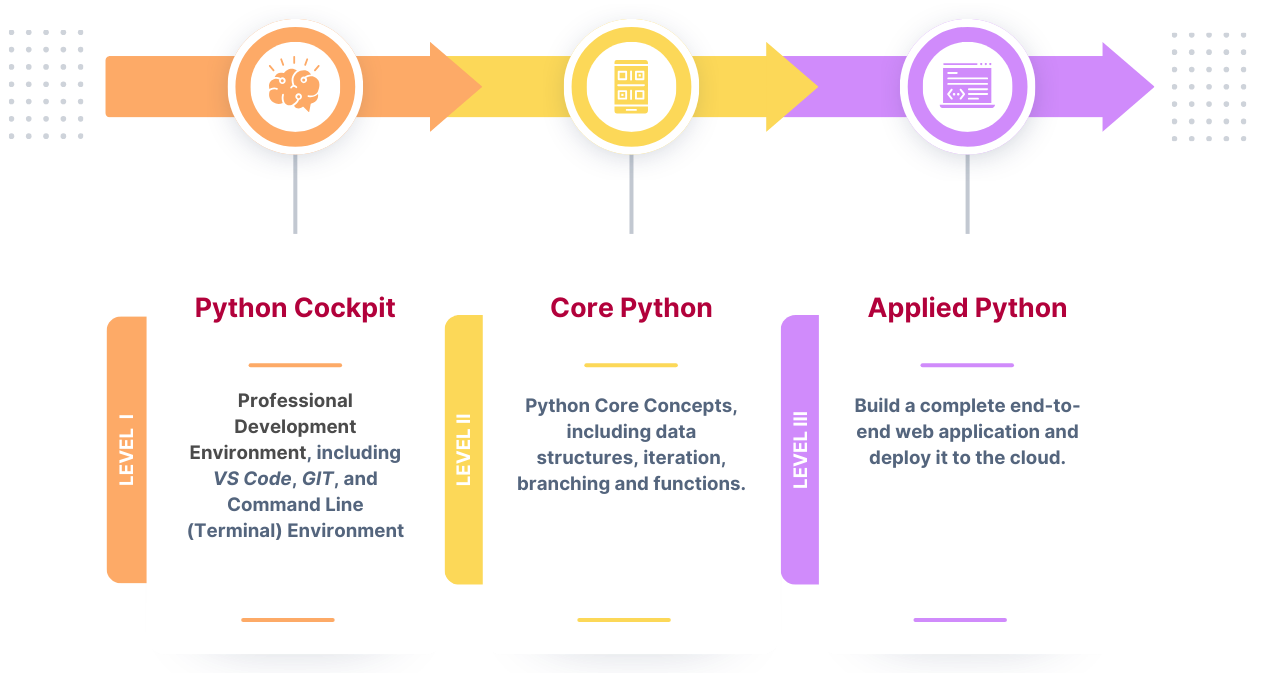 Python Cockpit
LEVEL I
Professional
Development
Environment, including
VS Code, GIT, and
Command Line
(Terminal) Environment
Core Python
LEVEL II
Python Core Concepts,
including data
structures, iteration,
branching and functions.
Applied Python
LEVEL III
Build a complete end-to-
end web application and
deploy it to the cloud.